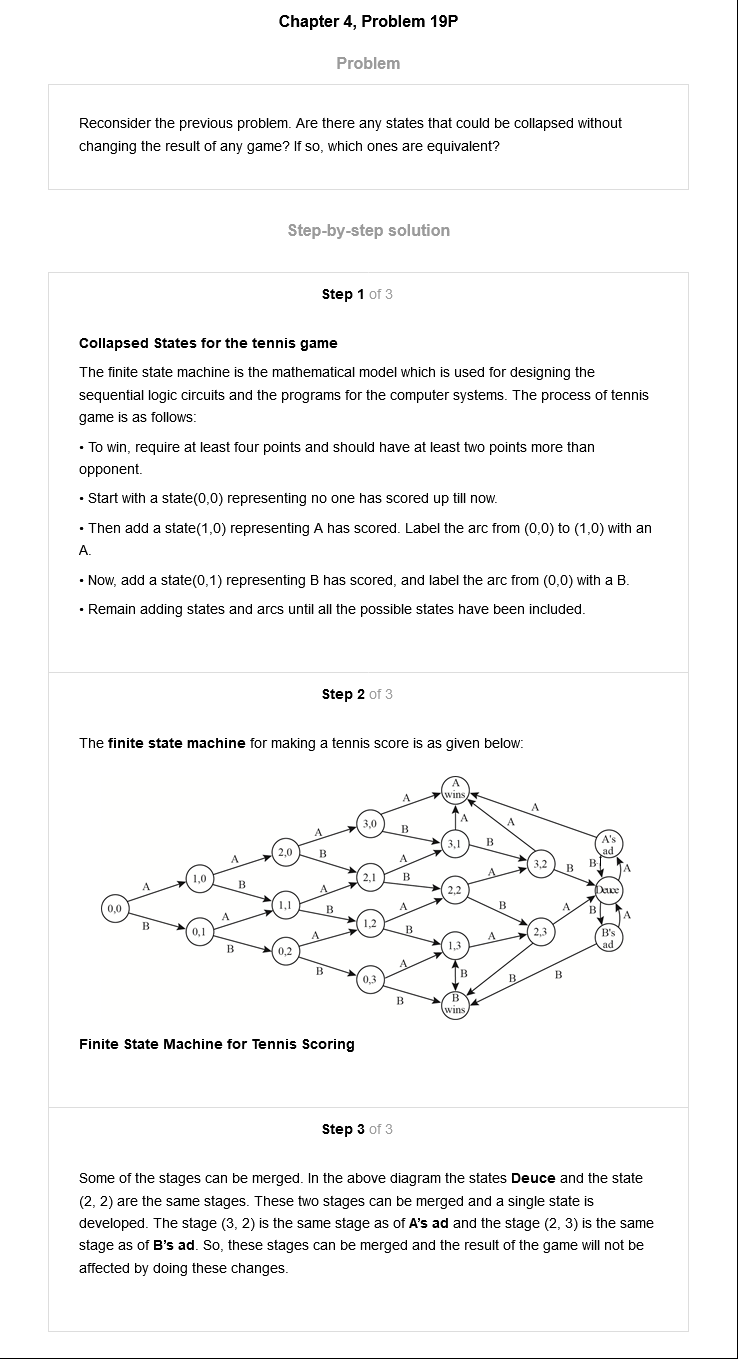 Chapter 4, Problem 19P
Problem
Reconsider the previous problem. Are there any states that could be collapsed without
changing the result of any game? If so, which ones are equivalent?
Step-by-step solution
Step 1 of 3
Collapsed States for the tennis game
The finite state machine is the mathematical model which is used for designing the
sequential logic circuits and the programs for the computer systems. The process of tennis
game is as follows:
• To win, require at least four points and should have at least two points more than
opponent.
• Start with a state(0,0) representing no one has scored up till now.
• Then add a state(1,0) representing A has scored. Label the arc from (0,0) to (1,0) with an
A.
• Now, add a state(0,1) representing B has scored, and label the arc from (0,0) with a B.
• Remain adding states and arcs until all the possible states have been included.
Step 2 of 3
The finite state machine for making a tennis score is as given below:
A
wins
A
A
3,0
A
B
A
A
3,1
B
A's
ad
2,0
B
A
3,2
B
B
A
A
1,0
2,1
B
A
2,2
Deuce
A
B
A
B
0,0
1,1
B
A
B
A
B
A
1,2
2,3
B's
ad
B
0,1
A
B
A
1,3
A
B
0,2
B
A
B
B
B
0,3
B
B
wins
Finite State Machine for Tennis Scoring
Step 3 of 3
Some of the stages can be merged. In the above diagram the states Deuce and the state
(2, 2) are the same stages. These two stages can be merged and a single state is
developed. The stage (3, 2) is the same stage as of A's ad and the stage (2, 3) is the same
stage as of B's ad. So, these stages can be merged and the result of the game will not be
affected by doing these changes.